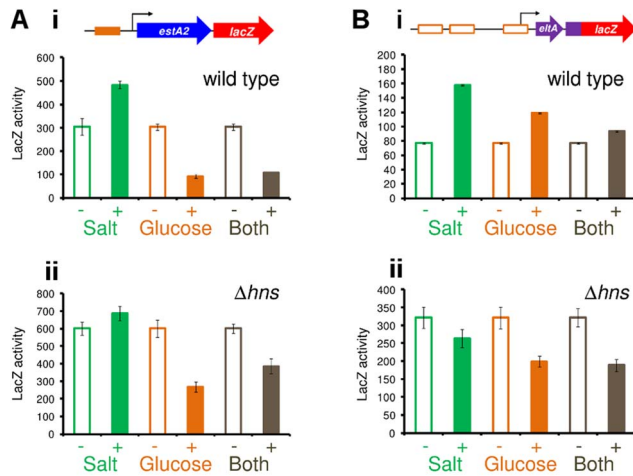 A i
estA2 lacZ
wild type
LacZ activity
600
500
400
300
200
100
0
- + - + - +
Salt Glucose Both
ii
Δhns
LacZ activity
800
700
600
500
400
300
200
100
0
- + - + - +
Salt Glucose Both
B i
eltA lacZ
wild type
LacZ activity
200
180
160
140
120
100
80
60
40
20
0
- + - + - +
Salt Glucose Both
ii
Δhns
LacZ activity
400
350
300
250
200
150
100
50
0
- + - + - +
Salt Glucose Both